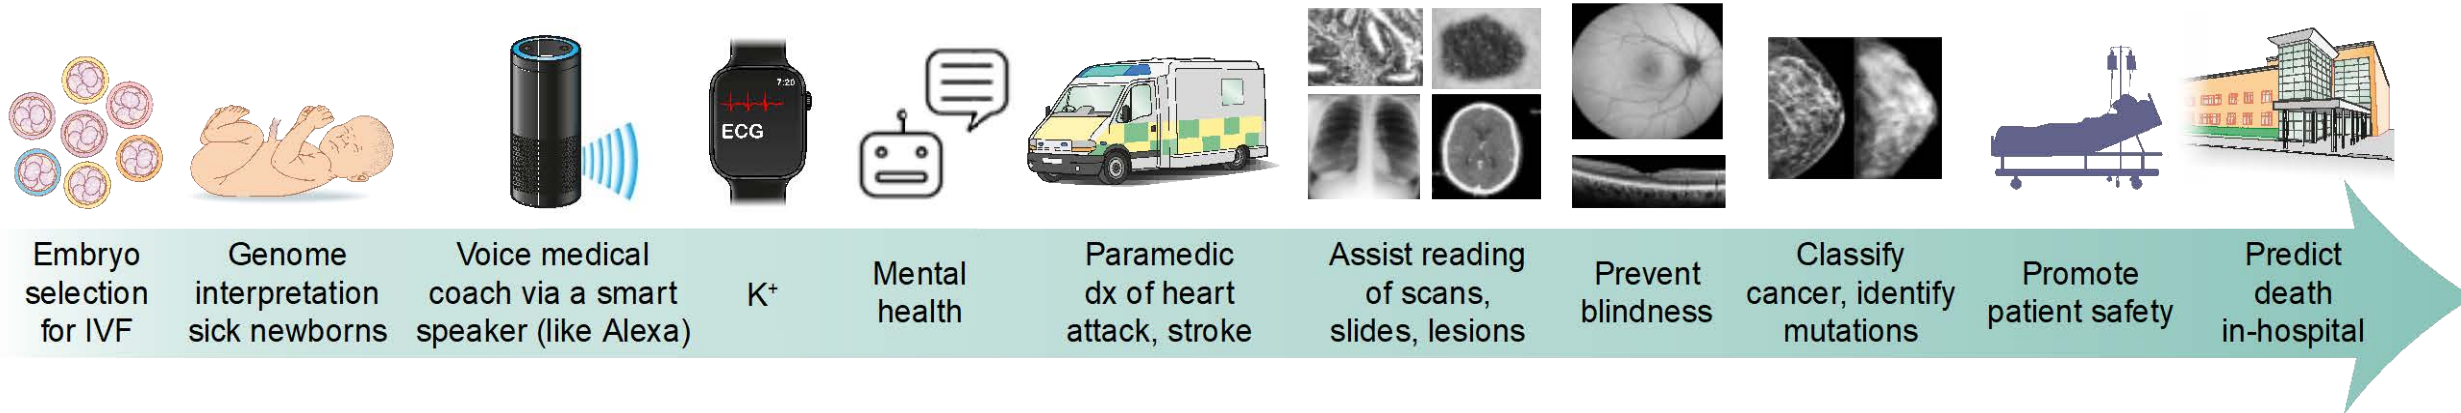 7:20
ECG
Embryo
selection
for IVF
Genome
interpretation
sick newborns
Voice medical
coach via a smart
speaker (like Alexa)
K⁺
Mental
health
Paramedic
dx of heart
attack, stroke
Assist reading
of scans,
slides, lesions
Prevent
blindness
Classify
cancer, identify
mutations
Promote
patient safety
Predict
death
in-hospital